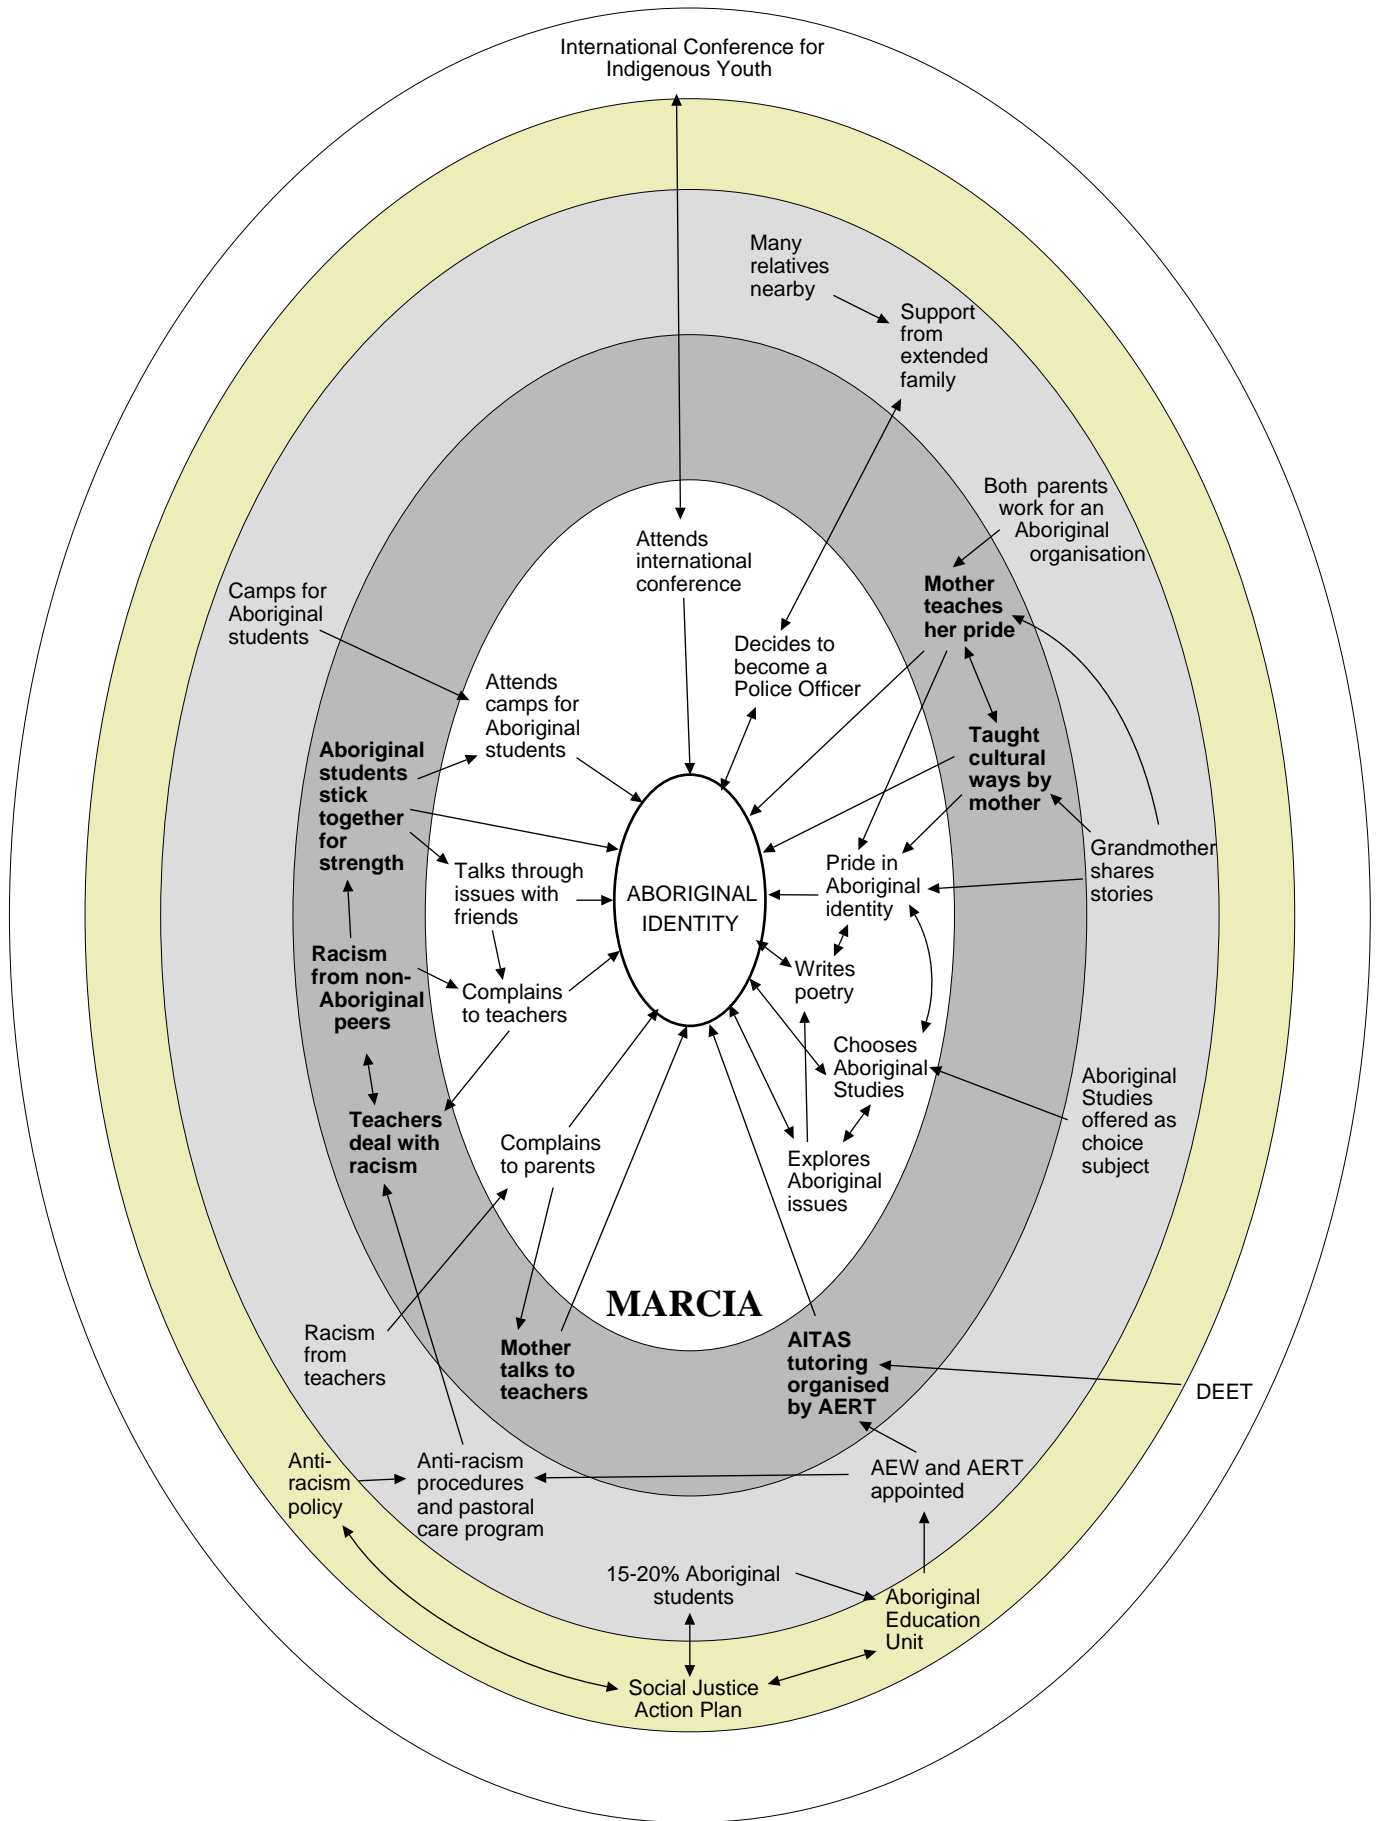 International Conference for
Indigenous Youth
Many
relatives
nearby
Support
from
extended
family
Both parents
work for an
Aboriginal
organisation
Attends
international
conference
Mother
teaches
her pride
Camps for
Aboriginal
students
Decides to
become a
Police Officer
Attends
camps for
Aboriginal
students
Taught
cultural
ways by
mother
Aboriginal
students
stick
together
for
strength
Grandmother
shares
stories
Talks through
issues with
friends
ABORIGINAL
IDENTITY
Pride in
Aboriginal
identity
Racism
from non-
Aboriginal
peers
Writes
poetry
Complains
to teachers
Chooses
Aboriginal
Studies
Aboriginal
Studies
offered as
choice
subject
Teachers
deal with
racism
Complains
to parents
Explores
Aboriginal
issues
MARCIA
Racism
from
teachers
Mother
talks to
teachers
AITAS
tutoring
organised
by AERT
DEET
Anti-
racism
policy
Anti-racism
procedures
and pastoral
care program
AEW and AERT
appointed
15-20% Aboriginal
students
Aboriginal
Education
Unit
Social Justice
Action Plan